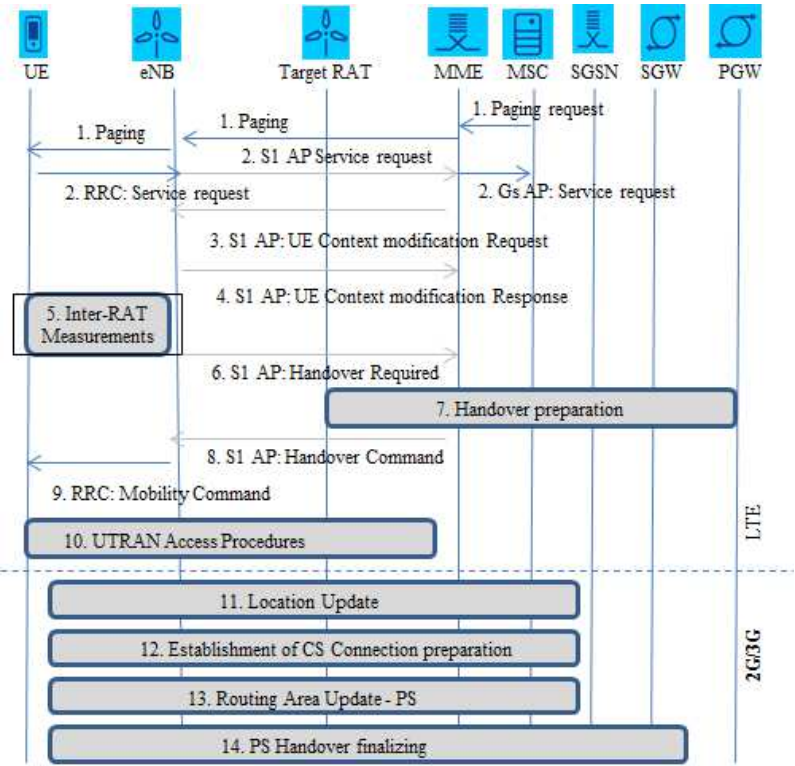 UE eNB Target RAT MME MSC SGSN SGW PGW
1. Paging request
1. Paging
1. Paging
2. S1 AP Service request
2. RRC: Service request
2. Gs AP: Service request
3. S1 AP: UE Context modification Request
4. S1 AP: UE Context modification Response
5. Inter-RAT
Measurements
6. S1 AP: Handover Required
7. Handover preparation
8. S1 AP: Handover Command
9. RRC: Mobility Command
10. UTRAN Access Procedures
LTE
11. Location Update
12. Establishment of CS Connection preparation
2G/3G
13. Routing Area Update - PS
14. PS Handover finalizing